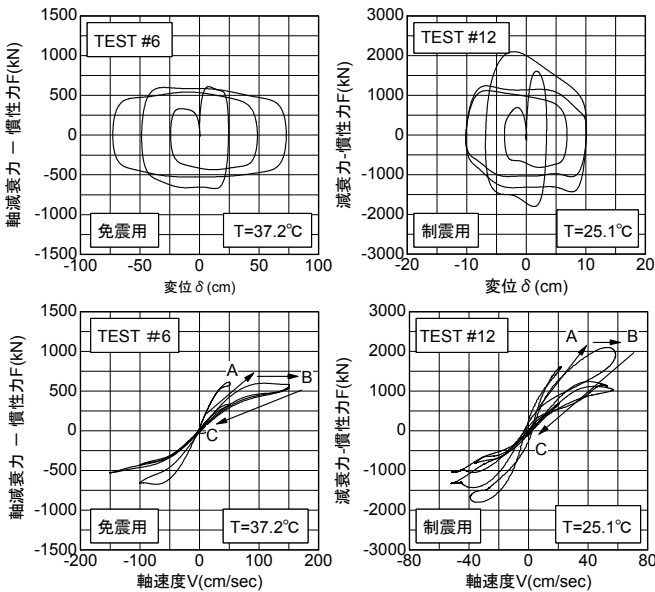 軸減衰力 － 慣性力F(kN)
1500
1000
500
0
-500
-1000
-1500
TEST #6
免震用
T=37.2℃
-100 -50 0 50 100
変位δ(cm)
減衰力-慣性力F(kN)
3000
2000
1000
0
-1000
-2000
-3000
TEST #12
制震用
T=25.1℃
-20 -10 0 10 20
変位δ(cm)
軸減衰力 － 慣性力F(kN)
1500
1000
500
0
-500
-1000
-1500
TEST #6
A
B
C
免震用
T=37.2℃
-200 -100 0 100 200
軸速度V(cm/sec)
減衰力-慣性力F(kN)
3000
2000
1000
0
-1000
-2000
-3000
TEST #12
A
B
C
制震用
T=25.1℃
-80 -40 0 40 80
軸速度V(cm/sec)